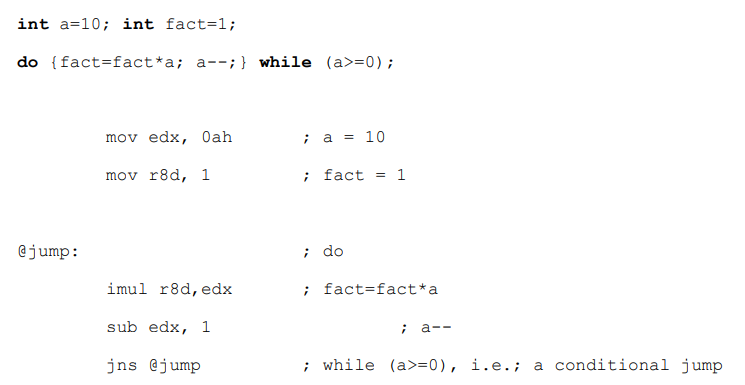 int a=10; int fact=1;
do {fact=fact*a; a--;} while (a>=0);
mov edx, 0ah ; a = 10
mov r8d, 1 ; fact = 1
@jump: ; do
imul r8d,edx ; fact=fact*a
sub edx, 1 ; a--
jns @jump ; while (a>=0), i.e.; a conditional jump